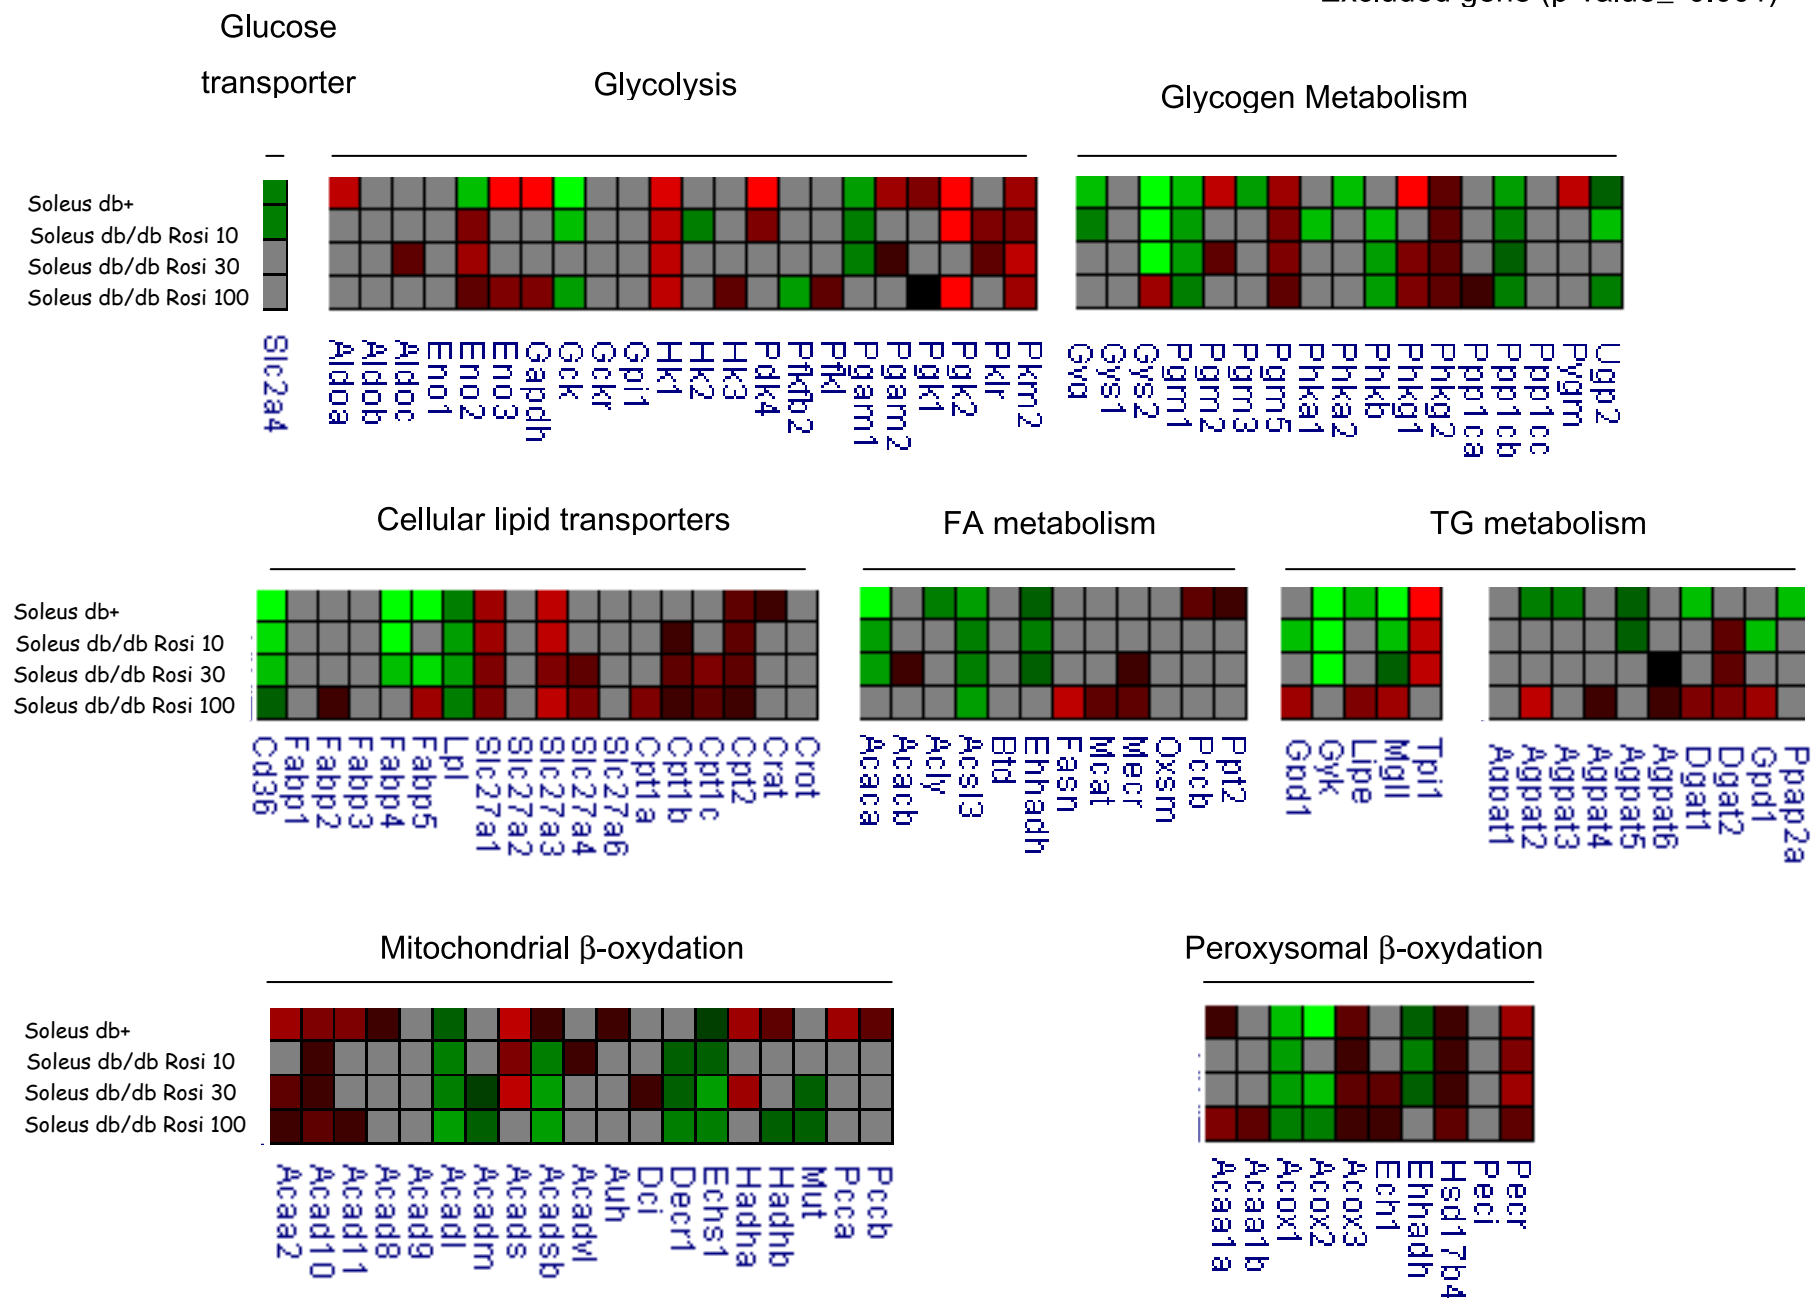 Excluded gene (p
Glucose
transporter
Glycolysis
Glycogen Metabolism
Soleus db+
Soleus db/db Rosi 10
Soleus db/db Rosi 30
Soleus db/db Rosi 100
Slc2a4
Aldoa
Aldob
Aldoc
Eno1
Eno2
Eno3
Gapdh
Gck
Gckr
Gpi1
Hk1
Hk2
Hk3
Pdk4
Pfkfb2
Pfkl
Pgam1
Pgam2
Pgk1
Pgk2
Pklr
Pkm2
Gyg
Gys1
Gys2
Pgm1
Pgm2
Pgm3
Pgm5
Phka1
Phka2
Phkb
Phkg1
Phkg2
Ppp1ca
Ppp1cb
Ppp1cc
Pygm
Ugp2
Cellular lipid transporters
FA metabolism
TG metabolism
Soleus db+
Soleus db/db Rosi 10
Soleus db/db Rosi 30
Soleus db/db Rosi 100
Cd36
Fabp1
Fabp2
Fabp3
Fabp4
Fabp5
Lpl
Slc27a1
Slc27a2
Slc27a3
Slc27a4
Slc27a6
Cpt1a
Cpt1b
Cpt1c
Cpt2
Crat
Crot
Acaca
Acacb
Acly
Acsl3
Btd
Ehhadh
Fasn
Mcat
Mecr
Oxsm
Pccb
Ppt2
Gpd1
Gyk
Lipe
Mgll
Tpi1
Agpat1
Agpat2
Agpat3
Agpat4
Agpat5
Agpat6
Dgat1
Dgat2
Gpd1
Ppap2a
Mitochondrial β-oxydation
Peroxysomal β-oxydation
Soleus db+
Soleus db/db Rosi 10
Soleus db/db Rosi 30
Soleus db/db Rosi 100
Acaa2
Acad10
Acad11
Acad8
Acad9
Acadl
Acadm
Acads
Acadsb
Acadvl
Auh
Dci
Decr1
Echs1
Hadha
Hadhb
Mut
Pcca
Pccb
Acaa1a
Acaa1b
Acox1
Acox2
Acox3
Ech1
Ehhadh
Hsd17b4
Peci
Pecr